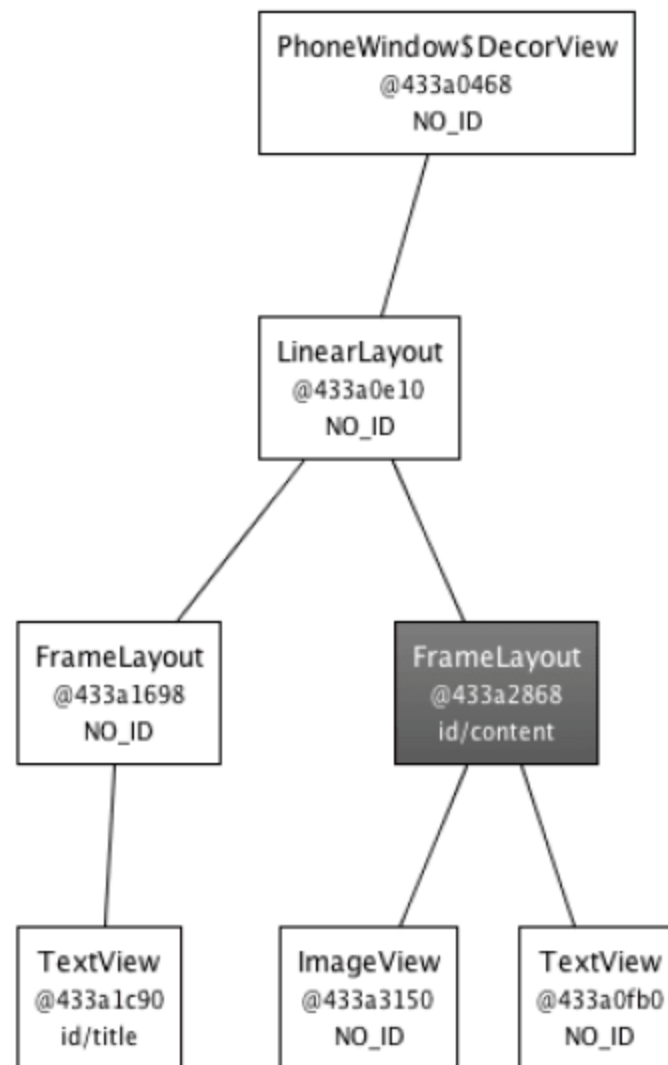 PhoneWindow$DecorView
@433a0468
NO_ID
LinearLayout
@433a0e10
NO_ID
FrameLayout
@433a1698
NO_ID
FrameLayout
@433a2868
id/content
TextView
@433a1c90
id/title
ImageView
@433a3150
NO_ID
TextView
@433a0fb0
NO_ID